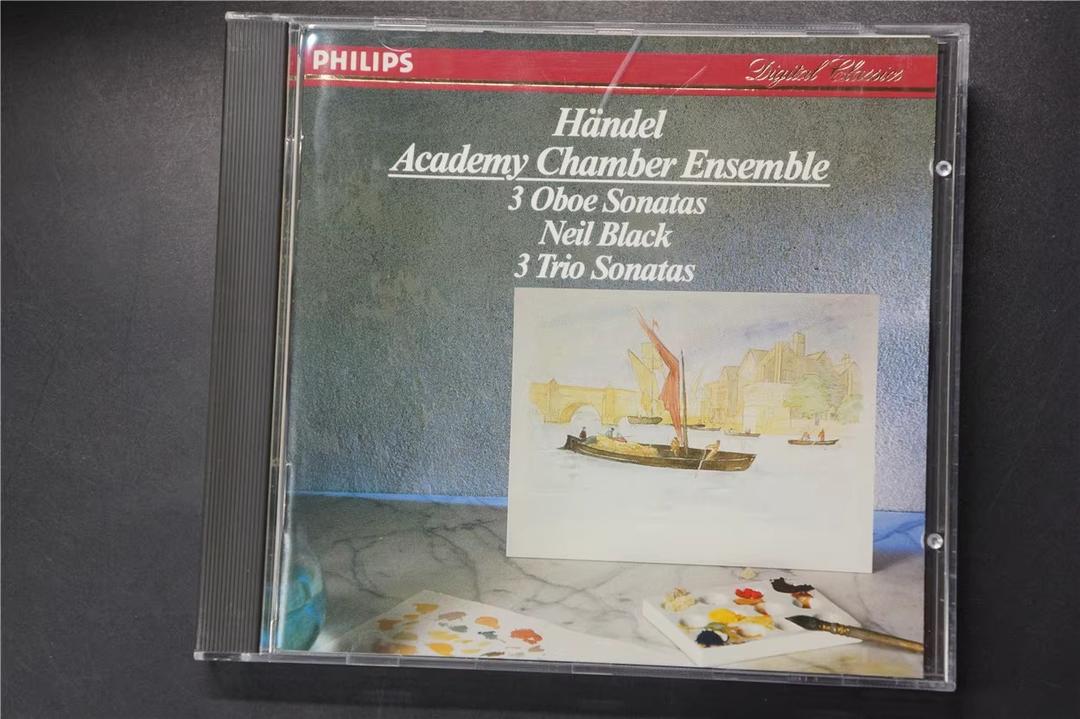 PHILIPS
Digital Classics
Händel
Academy Chamber Ensemble
3 Oboe Sonatas
Neil Black
3 Trio Sonatas